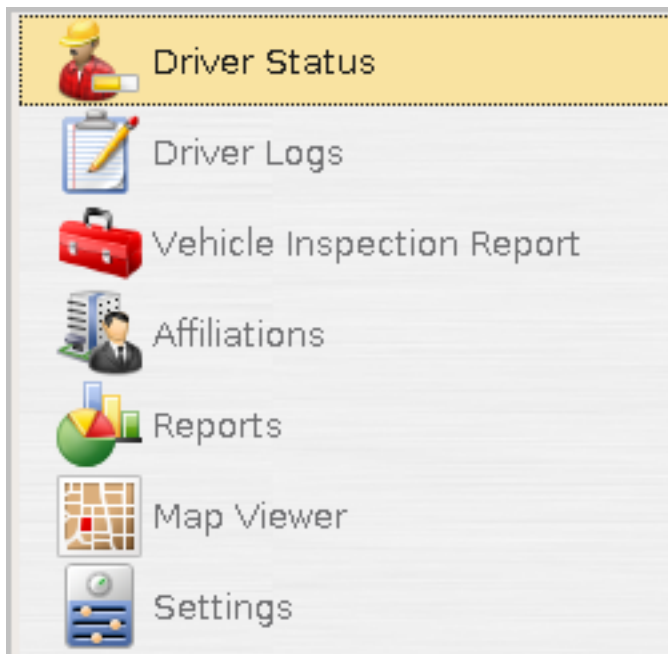 Driver Status
Driver Logs
Vehicle Inspection Report
Affiliations
Reports
Map Viewer
Settings